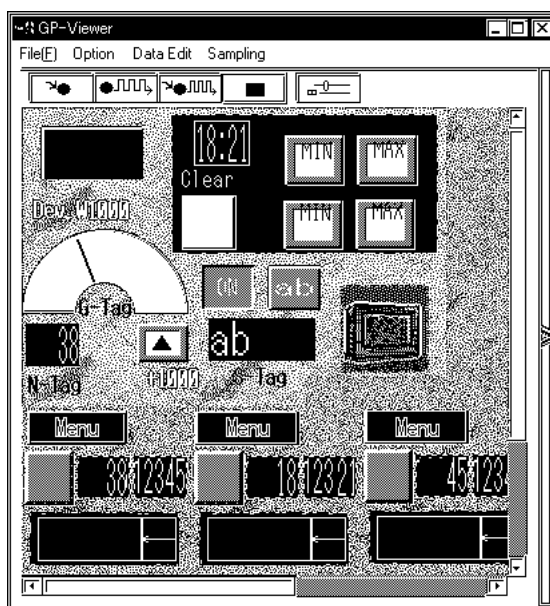 GP-Viewer
File(F) Option Data Edit Sampling
18:21
MIN MAX
Clear
MIN MAX
Dev/W1000
G-Tag
ON ab
38
ab
N-Tag +1000 S-Tag
Menu Menu Menu
38 12345 18 12321 45 1234